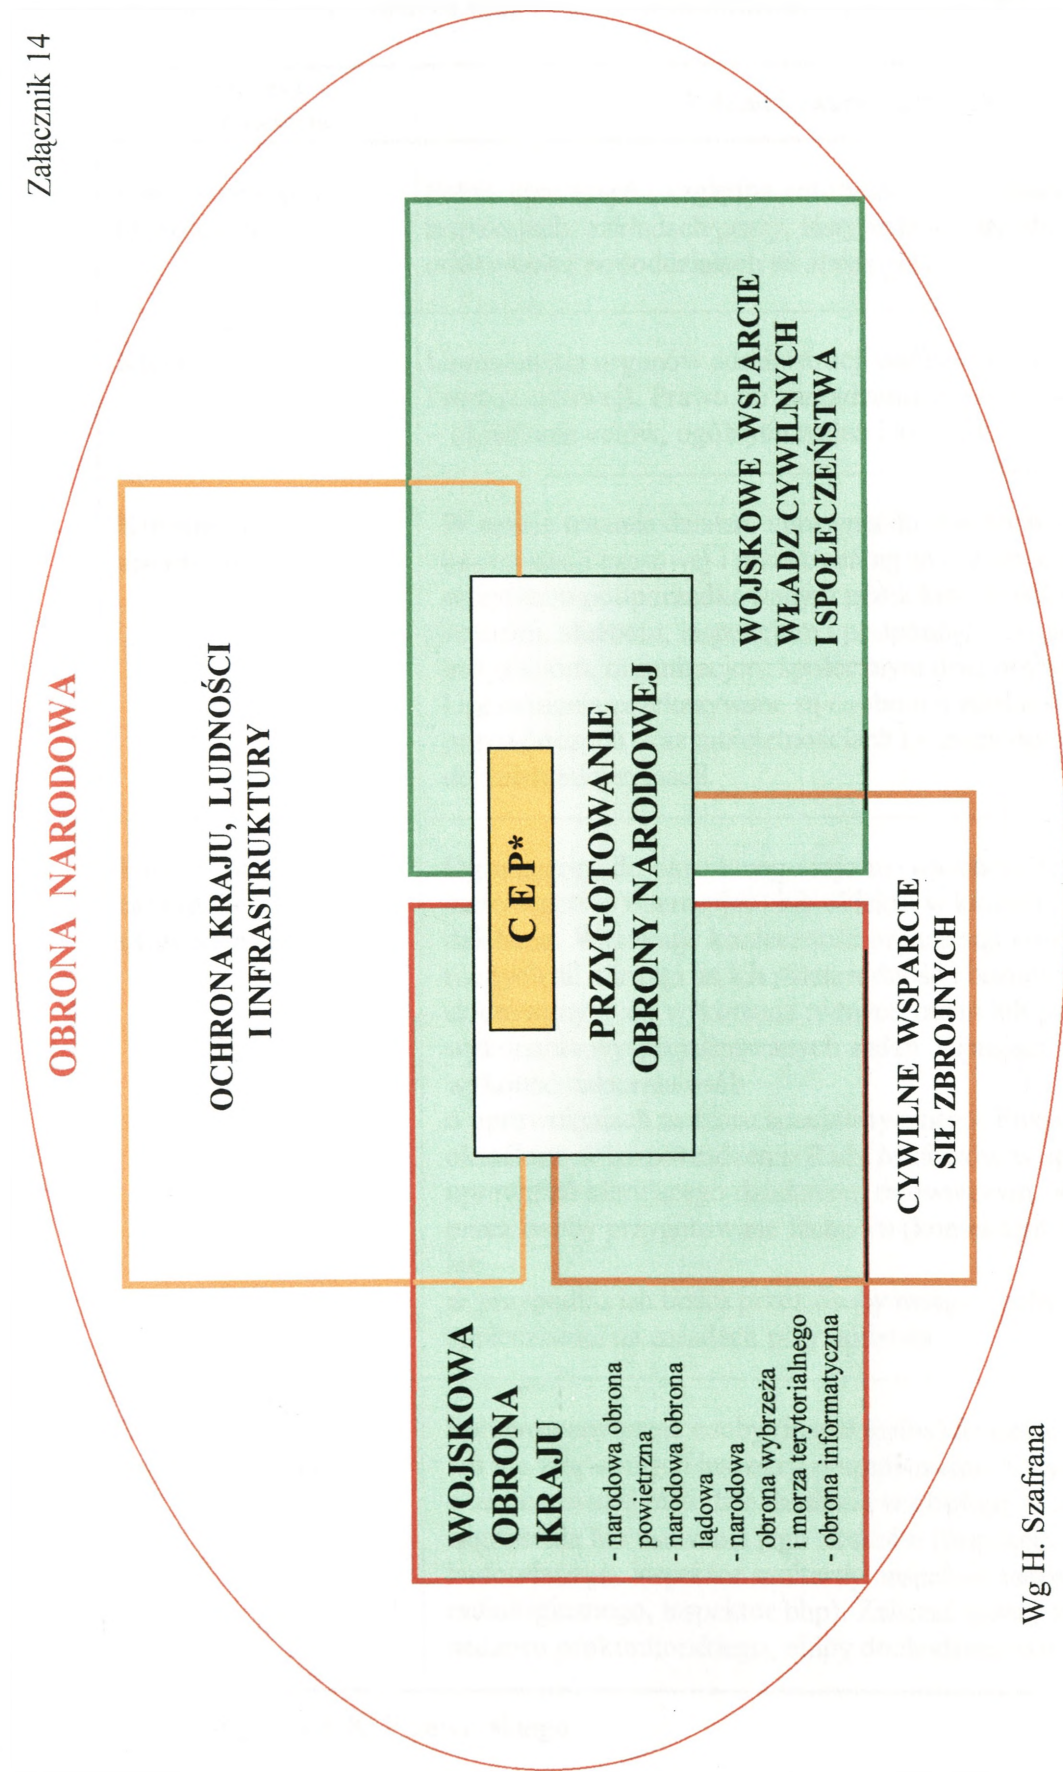 Załącznik 14
OBRONA NARODOWA
OCHRONA KRAJU, LUDNOŚCI
I INFRASTRUKTURY
WOJSKOWA
OBRONA
KRAJU
- narodowa obrona
powietrzna
- narodowa obrona
lądowa
- narodowa
obrona wybrzeża
i morza terytorialnego
- obrona informatyczna
C E P*
PRZYGOTOWANIE
OBRONY NARODOWEJ
WOJSKOWE WSPARCIE
WŁADZ CYWILNYCH
I SPOŁECZEŃSTWA
CYWILNE WSPARCIE
SIŁ ZBROJNYCH
Wg H. Szafrana